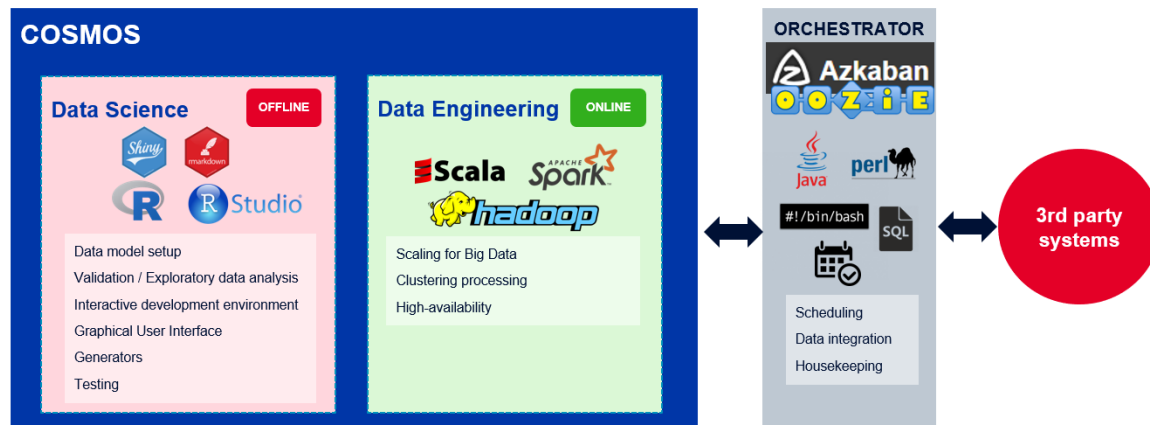 COSMOS
Data Science
OFFLINE
Shiny
rmarkdown
R
R Studio
Data model setup
Validation / Exploratory data analysis
Interactive development environment
Graphical User Interface
Generators
Testing
Data Engineering
ONLINE
Scala
APACHE
Spark
hadoop
Scaling for Big Data
Clustering processing
High-availability
ORCHESTRATOR
Azkaban
OOZiE
Java
perl
#!/bin/bash
SQL
Scheduling
Data integration
Housekeeping
3rd party
systems